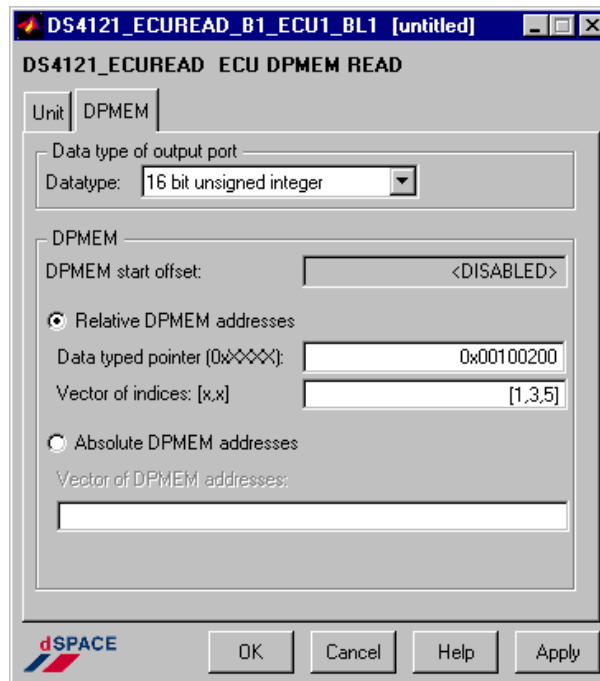 DS4121_ECUREAD_B1_ECU1_BL1 [untitled]
DS4121_ECUREAD ECU DPMEM READ
Unit DPMEM
Data type of output port
Datatype: 16 bit unsigned integer
DPMEM
DPMEM start offset: <DISABLED>
Relative DPMEM addresses
Data typed pointer (0xXXXX): 0x00100200
Vector of indices: [x,x] [1,3,5]
Absolute DPMEM addresses
Vector of DPMEM addresses:
dSPACE OK Cancel Help Apply